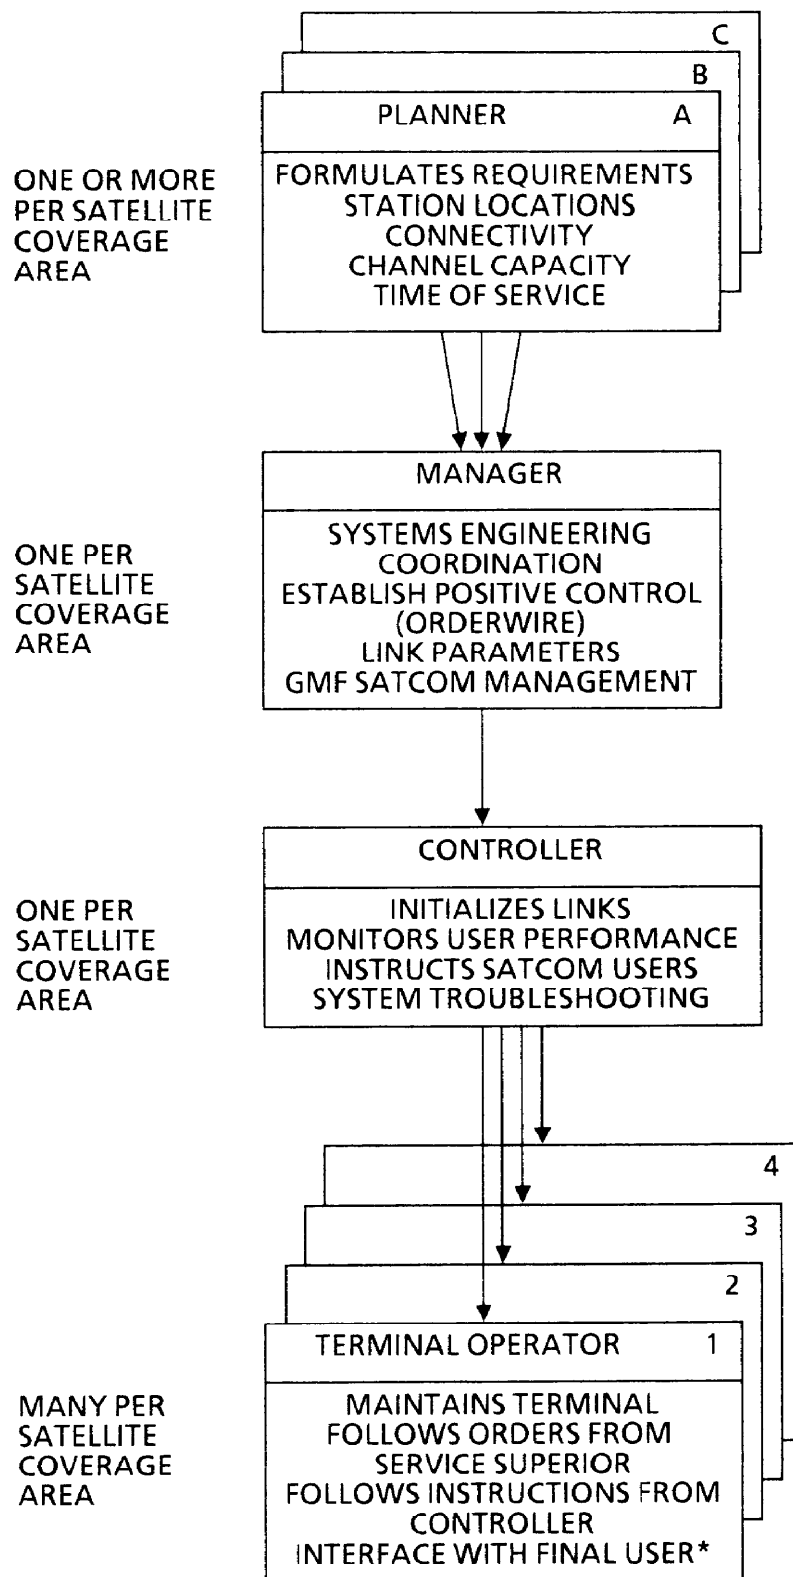 C
B
PLANNER A
ONE OR MORE
PER SATELLITE
COVERAGE
AREA
FORMULATES REQUIREMENTS
STATION LOCATIONS
CONNECTIVITY
CHANNEL CAPACITY
TIME OF SERVICE
MANAGER
ONE PER
SATELLITE
COVERAGE
AREA
SYSTEMS ENGINEERING
COORDINATION
ESTABLISH POSITIVE CONTROL
(ORDERWIRE)
LINK PARAMETERS
GMF SATCOM MANAGEMENT
CONTROLLER
ONE PER
SATELLITE
COVERAGE
AREA
INITIALIZES LINKS
MONITORS USER PERFORMANCE
INSTRUCTS SATCOM USERS
SYSTEM TROUBLESHOOTING
4
3
2
TERMINAL OPERATOR 1
MANY PER
SATELLITE
COVERAGE
AREA
MAINTAINS TERMINAL
FOLLOWS ORDERS FROM
SERVICE SUPERIOR
FOLLOWS INSTRUCTIONS FROM
CONTROLLER
INTERFACE WITH FINAL USER*